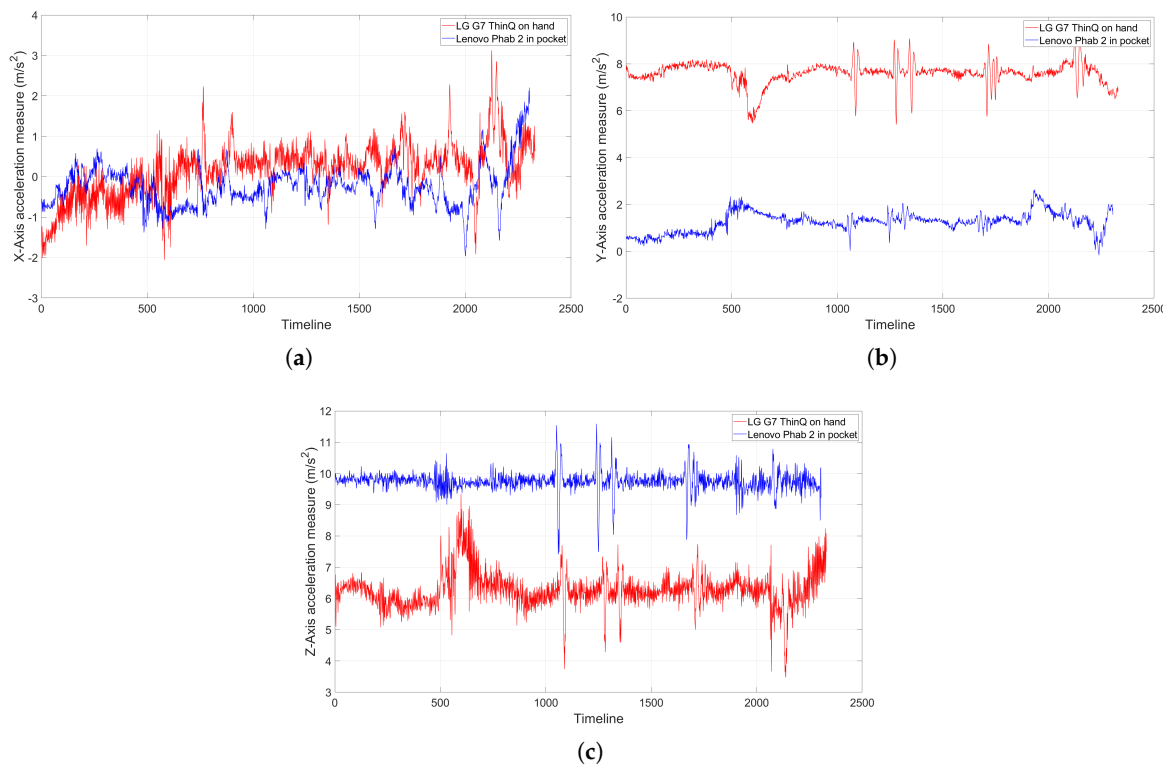 LG G7 ThinQ on hand
Lenovo Phab 2 in pocket
X-Axis acceleration measure (m/s²)
4
3
2
1
0
-1
-2
-3
0 500 1000 1500 2000 2500
Timeline
(a)
LG G7 ThinQ on hand
Lenovo Phab 2 in pocket
Y-Axis acceleration measure (m/s²)
10
8
6
4
2
0
-2
0 500 1000 1500 2000 2500
Timeline
(b)
LG G7 ThinQ on hand
Lenovo Phab 2 in pocket
Z-Axis acceleration measure (m/s²)
12
11
10
9
8
7
6
5
4
3
0 500 1000 1500 2000 2500
Timeline
(c)